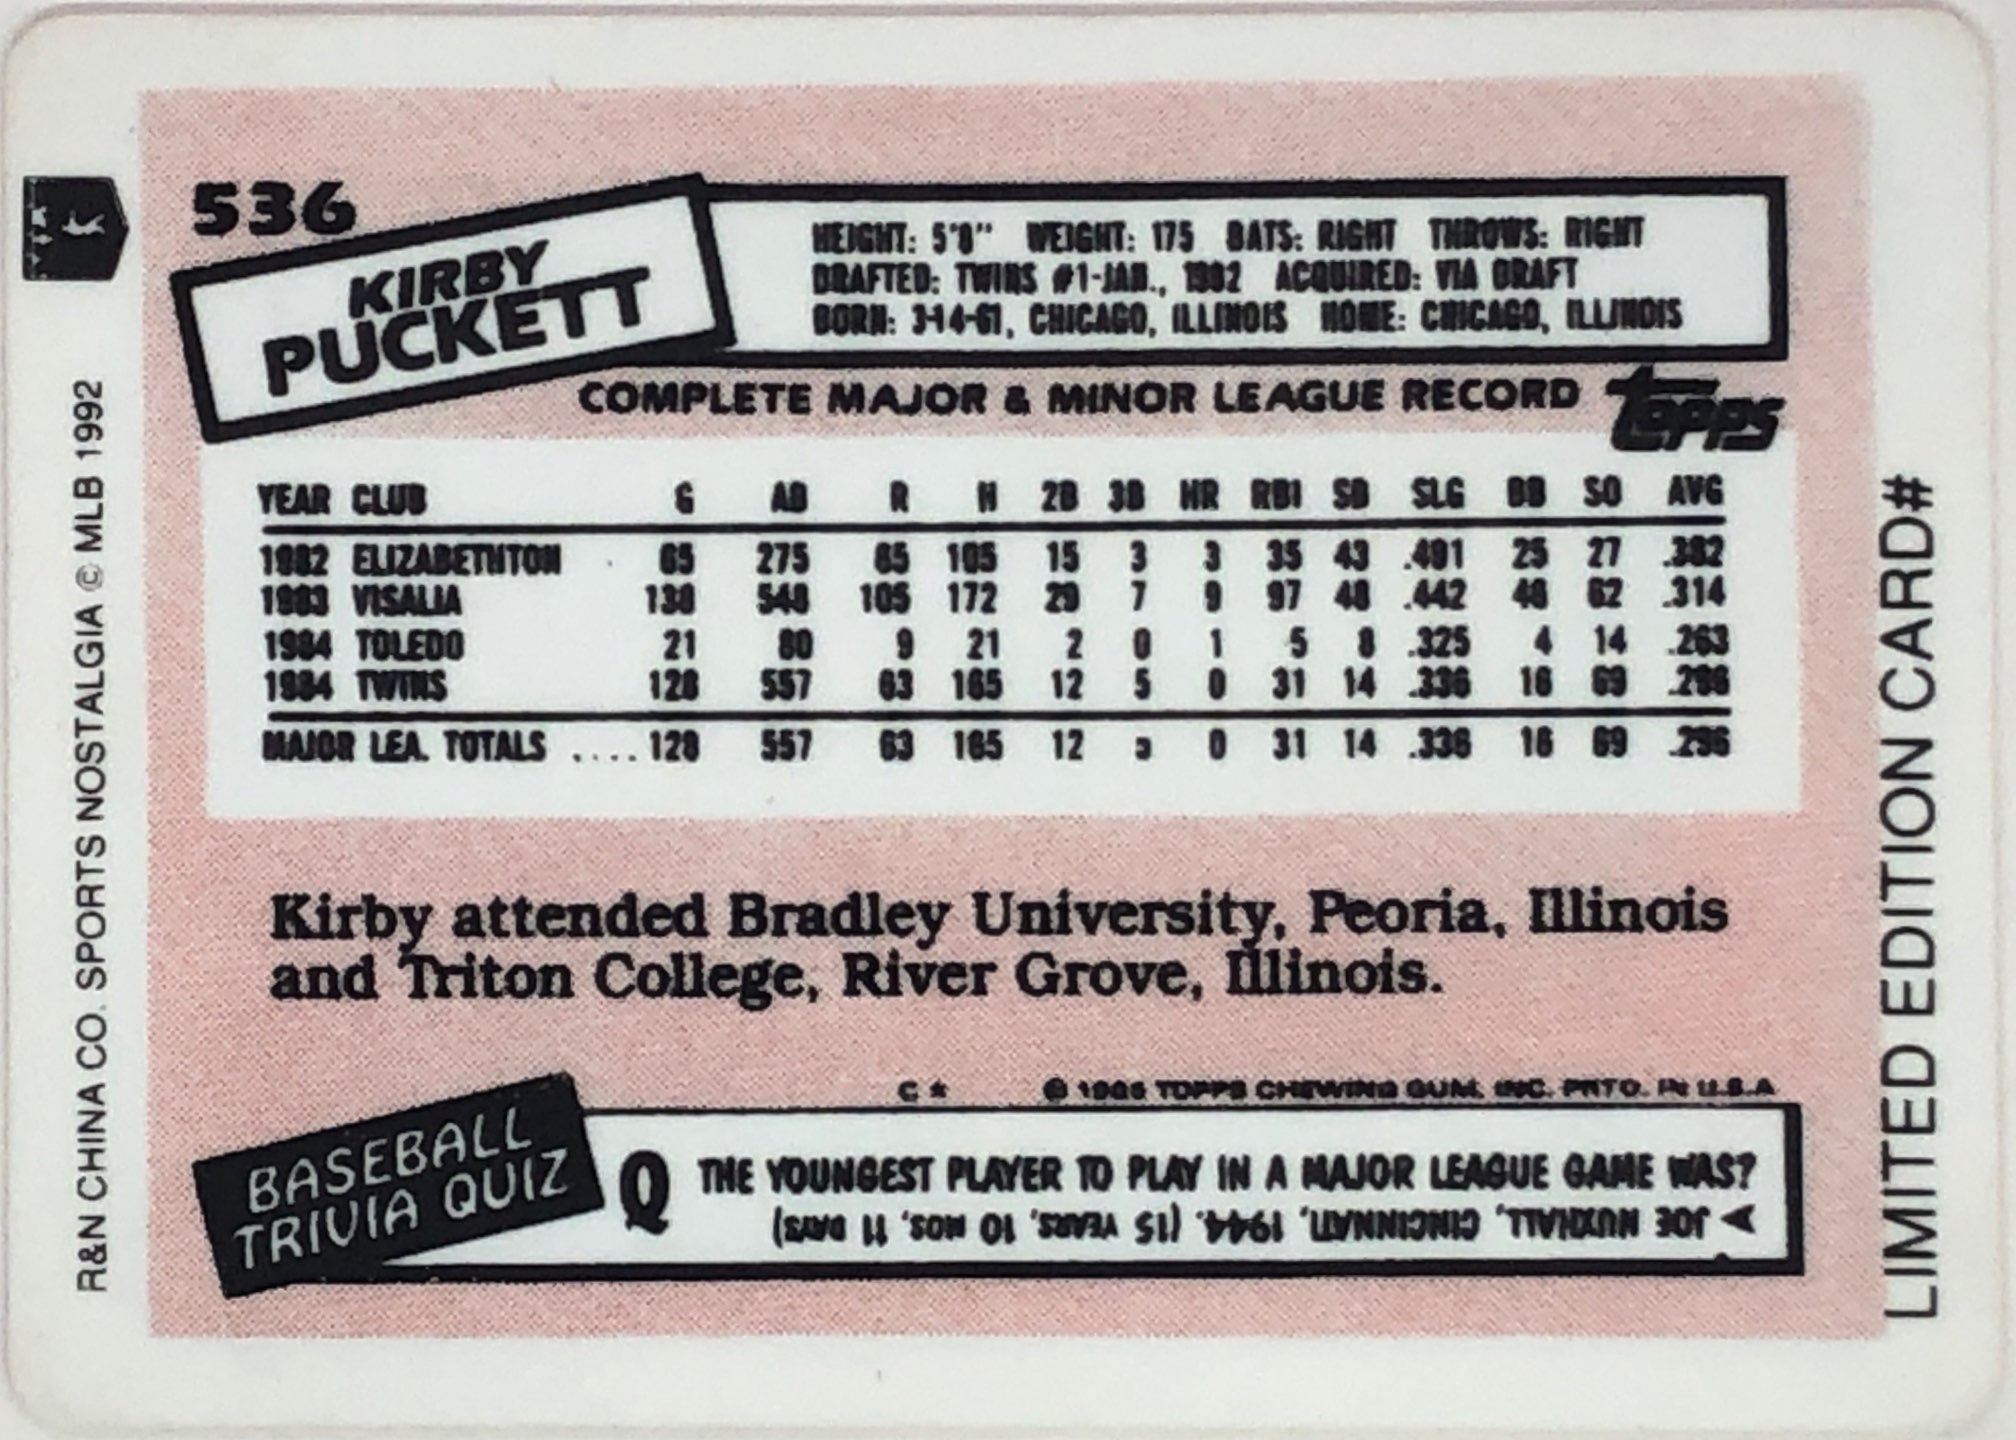 536
KIRBY
PUCKETT
HEIGHT: 5'8" WEIGHT: 175 BATS: RIGHT THROWS: RIGHT
DRAFTED: TWINS #1-JAN., 1982 ACQUIRED: VIA DRAFT
BORN: 3-14-61, CHICAGO, ILLINOIS HOME: CHICAGO, ILLINOIS
COMPLETE MAJOR & MINOR LEAGUE RECORD
topps
YEAR CLUB G AB R H 2B 3B HR RBI SB SLG BB SO AVG
1982 ELIZABETHTON 65 275 65 105 15 3 3 35 43 .491 25 27 .382
1983 VISALIA 138 548 105 172 29 7 9 97 48 .442 46 62 .314
1984 TOLEDO 21 80 9 21 2 0 1 5 8 .325 4 14 .263
1984 TWINS 128 557 63 165 12 5 0 31 14 .336 16 69 .296
MAJOR LEA. TOTALS .... 128 557 63 165 12 5 0 31 14 .336 16 69 .296
Kirby attended Bradley University, Peoria, Illinois
and Triton College, River Grove, Illinois.
C* © 1985 TOPPS CHEWING GUM, INC. PRTD. IN U.S.A
BASEBALL
TRIVIA QUIZ
Q THE YOUNGEST PLAYER TO PLAY IN A MAJOR LEAGUE GAME WAS?
JOE NUXHALL, CINCINNATI, 1944. (15 YEARS, 10 MOS, 11 DAYS)
R&N CHINA CO. SPORTS NOSTALGIA © MLB 1992
LIMITED EDITION CARD#